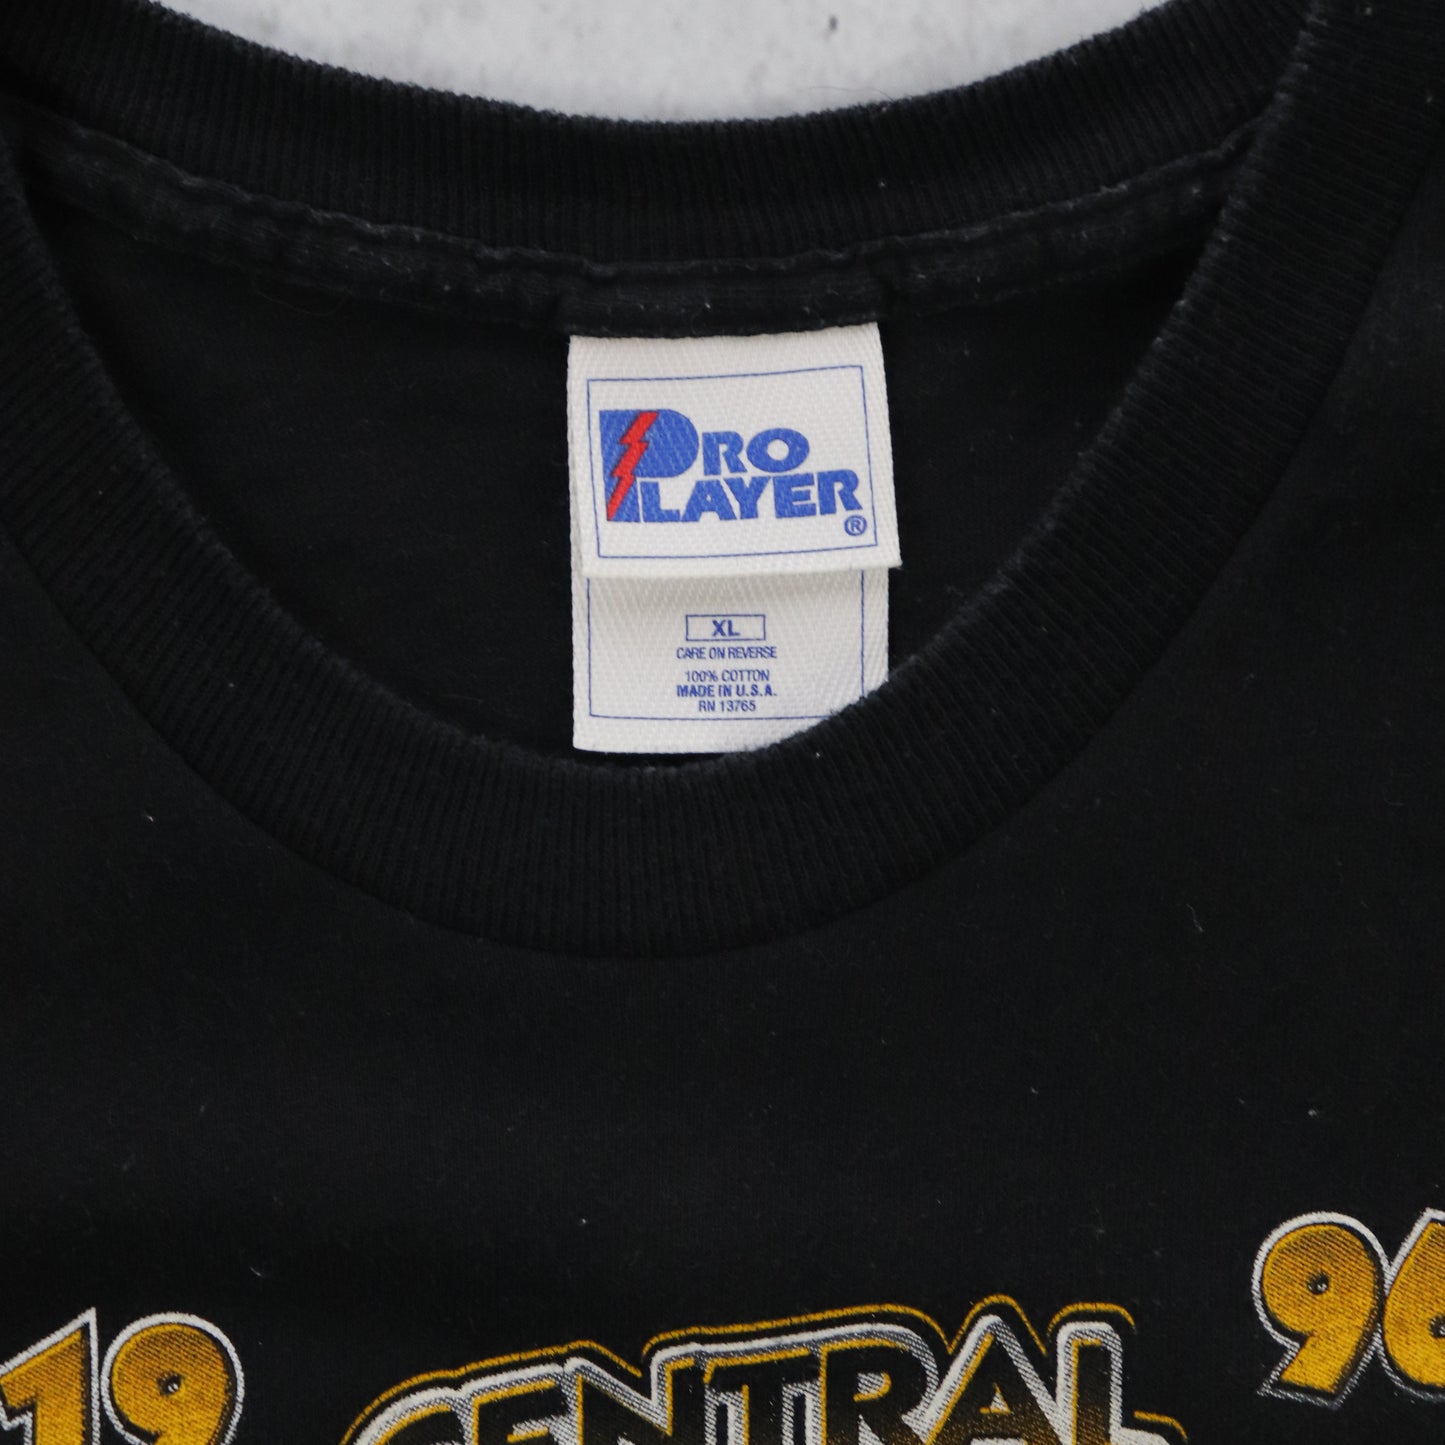 PRO
PLAYER®
XL
CARE ON REVERSE
100% COTTON
MADE IN U.S.A.
RN 13765
19 96
CENTRAL